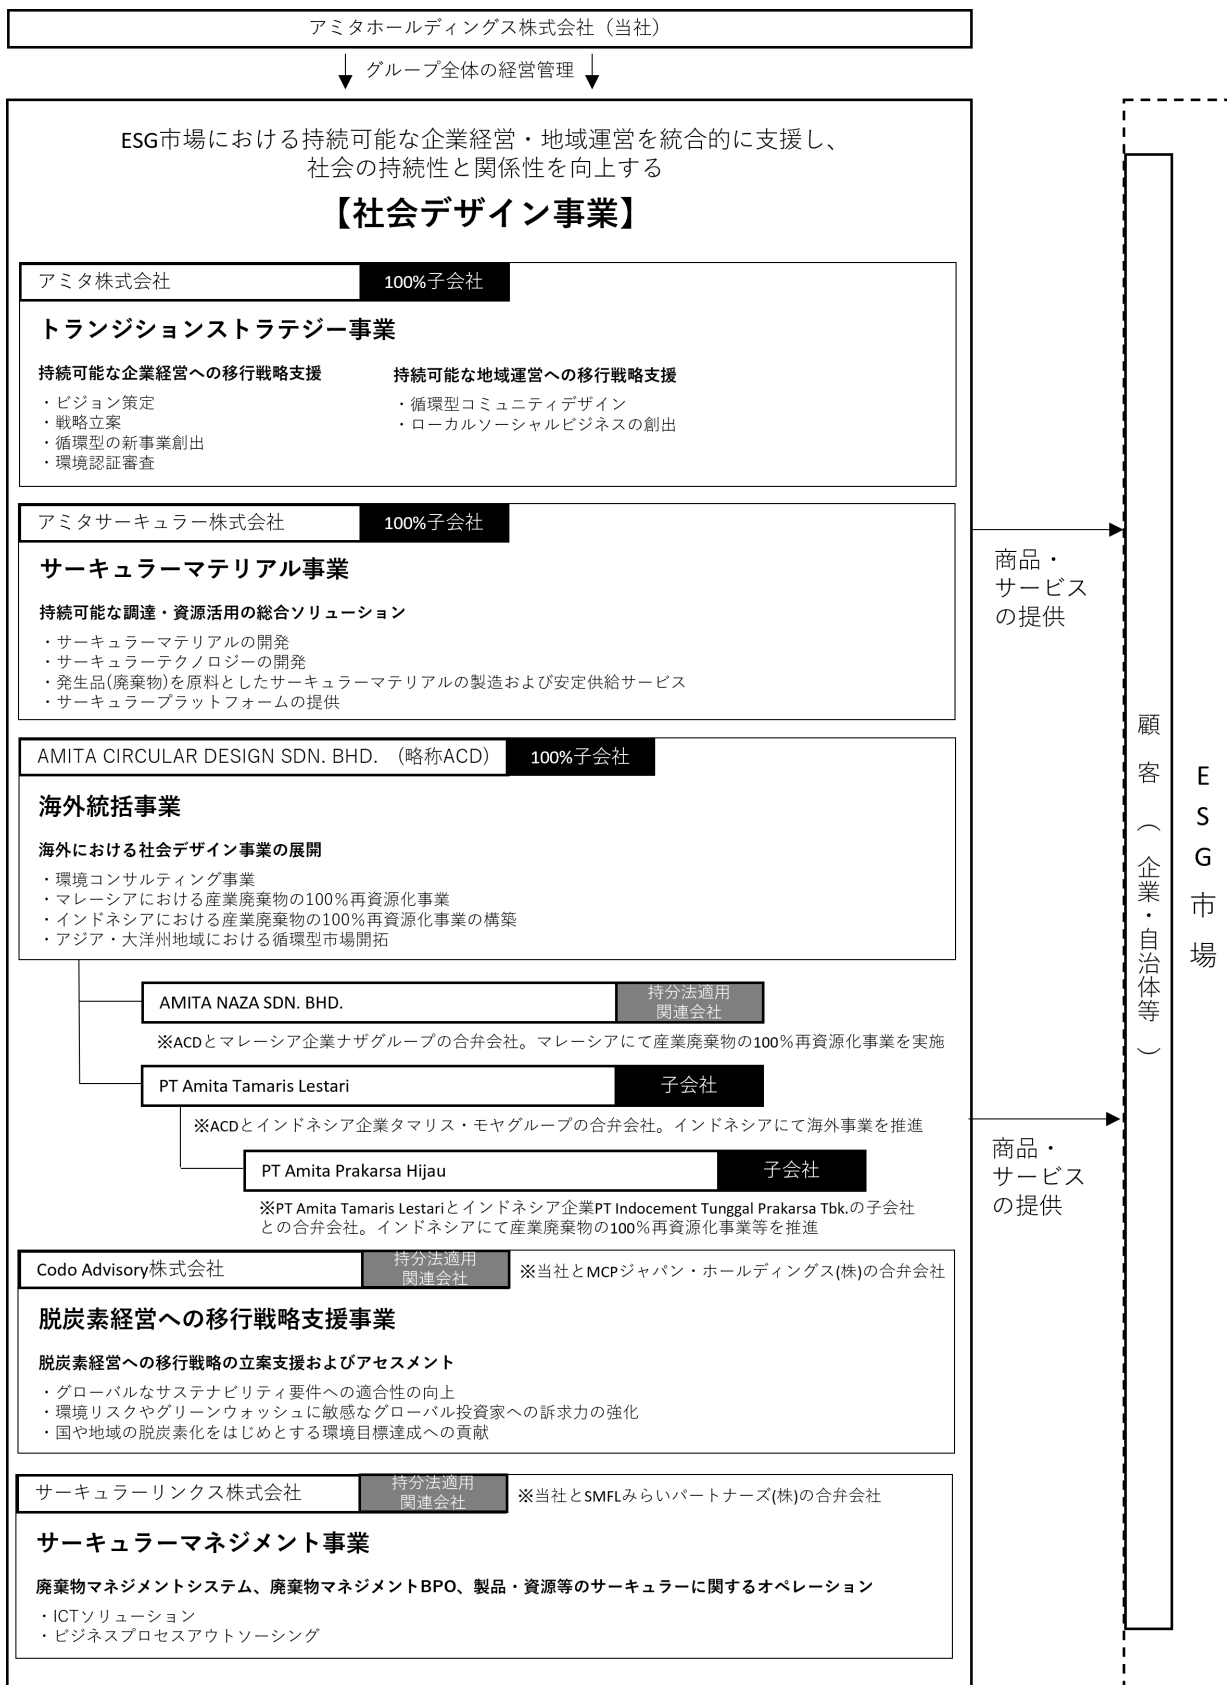 アミタホールディングス株式会社（当社）
グループ全体の経営管理
ESG市場における持続可能な企業経営・地域運営を統合的に支援し、
社会の持続性と関係性を向上する
【社会デザイン事業】
アミタ株式会社
100%子会社
トランジションストラテジー事業
持続可能な企業経営への移行戦略支援
・ビジョン策定
・戦略立案
・循環型の新事業創出
・環境認証審査
持続可能な地域運営への移行戦略支援
・循環型コミュニティデザイン
・ローカルソーシャルビジネスの創出
アミタサーキュラー株式会社
100%子会社
サーキュラーマテリアル事業
持続可能な調達・資源活用の総合ソリューション
・サーキュラーマテリアルの開発
・サーキュラーテクノロジーの開発
・発生品(廃棄物)を原料としたサーキュラーマテリアルの製造および安定供給サービス
・サーキュラープラットフォームの提供
AMITA CIRCULAR DESIGN SDN. BHD.　（略称ACD）
100%子会社
海外統括事業
海外における社会デザイン事業の展開
・環境コンサルティング事業
・マレーシアにおける産業廃棄物の100%再資源化事業
・インドネシアにおける産業廃棄物の100%再資源化事業の構築
・アジア・大洋州地域における循環型市場開拓
AMITA NAZA SDN. BHD.
持分法適用
関連会社
※ACDとマレーシア企業ナザグループの合弁会社。マレーシアにて産業廃棄物の100%再資源化事業を実施
PT Amita Tamaris Lestari
子会社
※ACDとインドネシア企業タマリス・モヤグループの合弁会社。インドネシアにて海外事業を推進
PT Amita Prakarsa Hijau
子会社
※PT Amita Tamaris Lestariとインドネシア企業PT Indocement Tunggal Prakarsa Tbk.の子会社
との合弁会社。インドネシアにて産業廃棄物の100%再資源化事業等を推進
Codo Advisory株式会社
持分法適用
関連会社
※当社とMCPジャパン・ホールディングス(株)の合弁会社
脱炭素経営への移行戦略支援事業
脱炭素経営への移行戦略の立案支援およびアセスメント
・グローバルなサステナビリティ要件への適合性の向上
・環境リスクやグリーンウォッシュに敏感なグローバル投資家への訴求力の強化
・国や地域の脱炭素化をはじめとする環境目標達成への貢献
サーキュラーリンクス株式会社
持分法適用
関連会社
※当社とSMFLみらいパートナーズ(株)の合弁会社
サーキュラーマネジメント事業
廃棄物マネジメントシステム、廃棄物マネジメントBPO、製品・資源等のサーキュラーに関するオペレーション
・ICTソリューション
・ビジネスプロセスアウトソーシング
商品・
サービス
の提供
商品・
サービス
の提供
顧客（企業・自治体等）
ESG市場